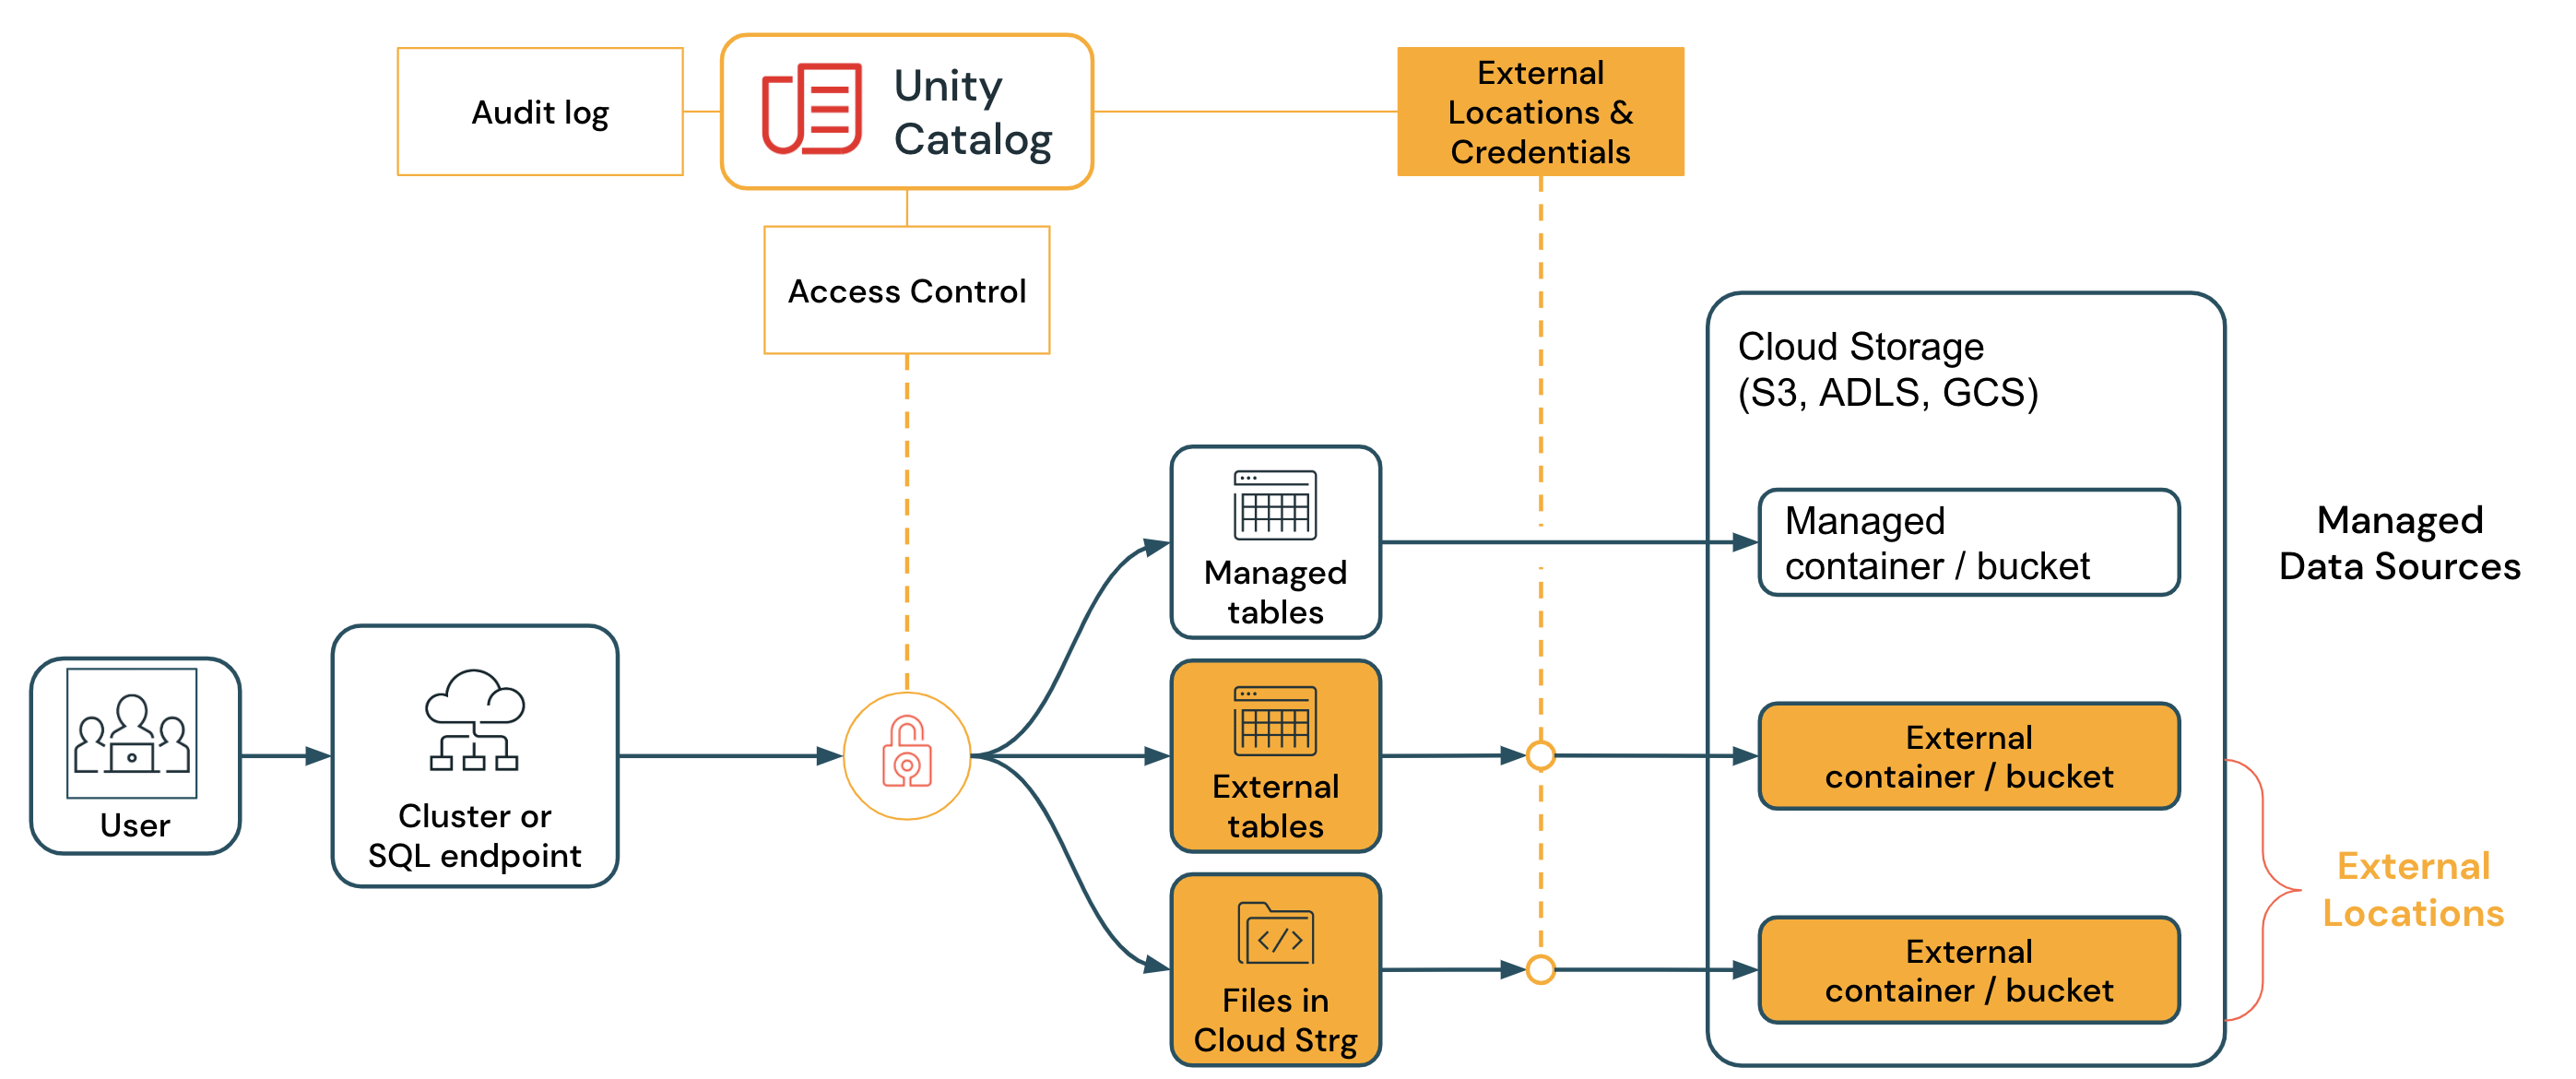 Audit log
Unity
Catalog
External
Locations &
Credentials
Access Control
Cloud Storage
(S3, ADLS, GCS)
Managed
tables
Managed
container / bucket
Managed
Data Sources
User
Cluster or
SQL endpoint
External
tables
External
container / bucket
External
Locations
Files in
Cloud Strg
External
container / bucket